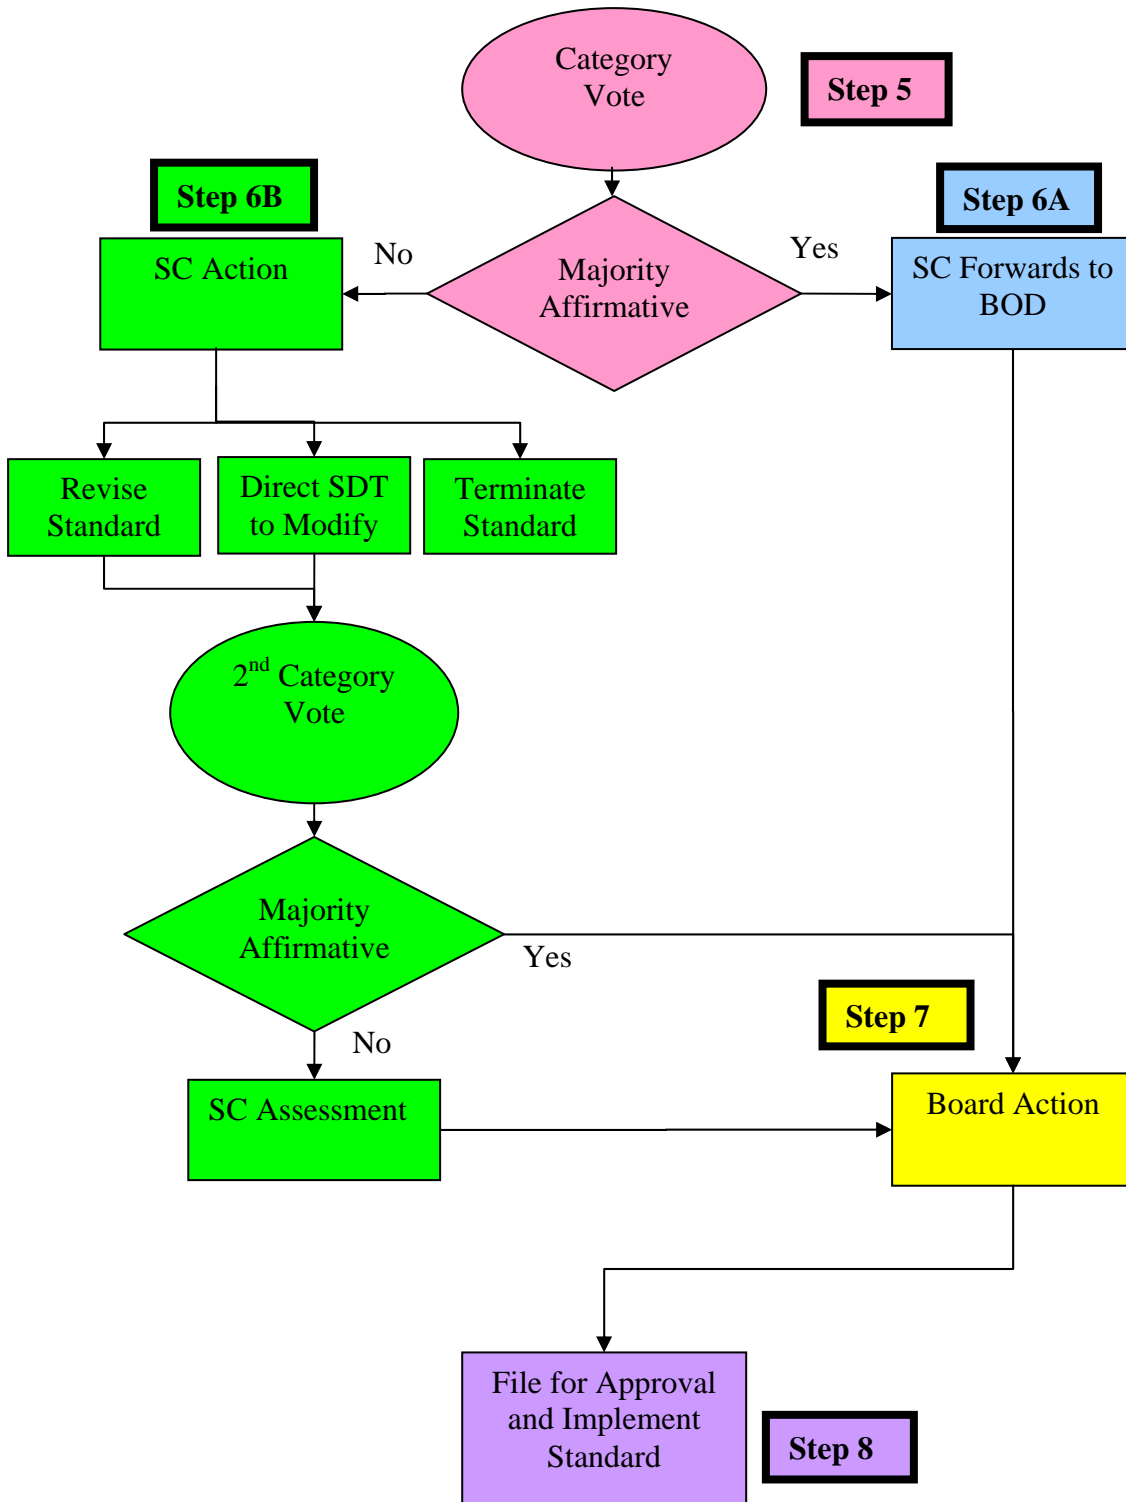 Category
Vote
Step 5
Step 6B
Step 6A
SC Action
No
Majority
Affirmative
Yes
SC Forwards to
BOD
Revise
Standard
Direct SDT
to Modify
Terminate
Standard
2nd Category
Vote
Majority
Affirmative
Yes
No
Step 7
SC Assessment
Board Action
File for Approval
and Implement
Standard
Step 8